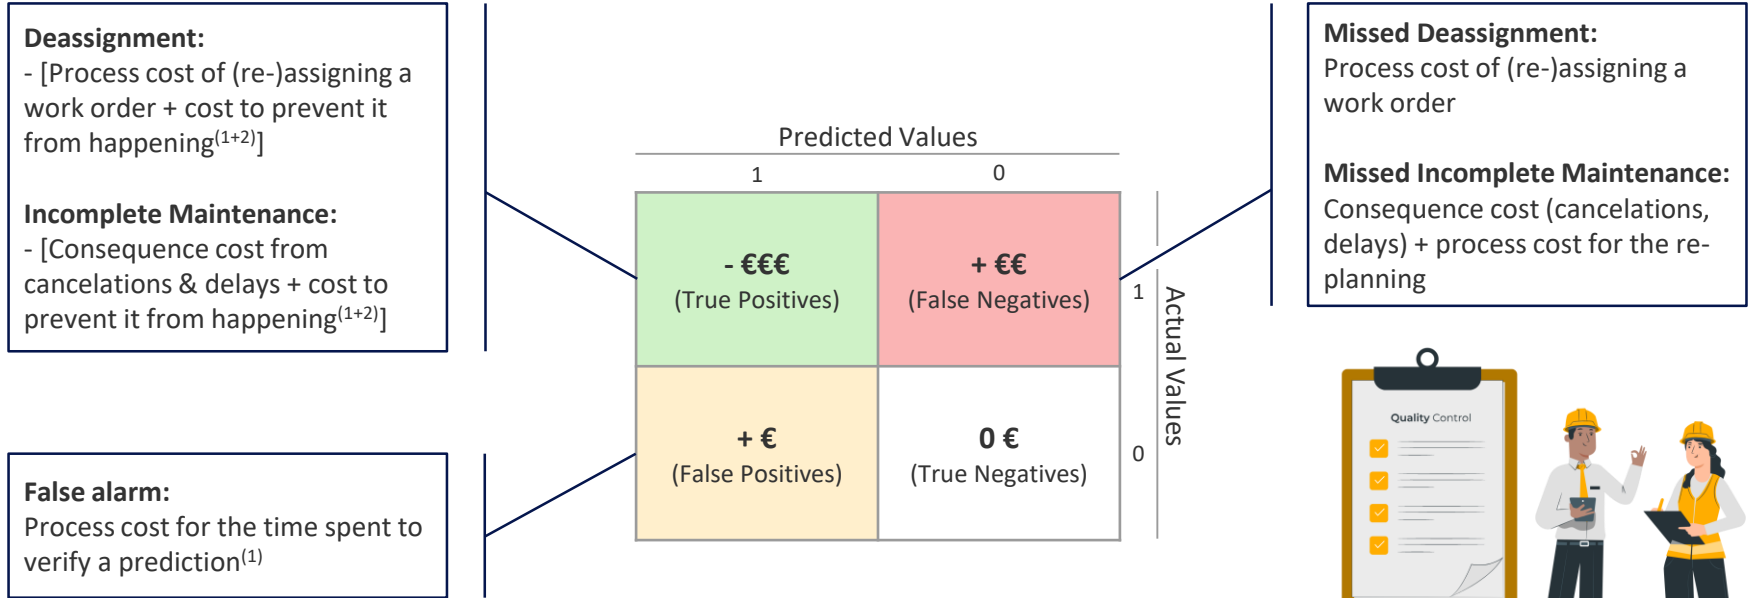 Deassignment:
- [Process cost of (re-)assigning a
work order + cost to prevent it
from happening(1+2)]
Incomplete Maintenance:
- [Consequence cost from
cancelations & delays + cost to
prevent it from happening(1+2)]
False alarm:
Process cost for the time spent to
verify a prediction(1)
Predicted Values
1
0
- €€€
(True Positives)
+ €€
(False Negatives)
1
+ €
(False Positives)
0 €
(True Negatives)
0
Actual Values
Missed Deassignment:
Process cost of (re-)assigning a
work order
Missed Incomplete Maintenance:
Consequence cost (cancelations,
delays) + process cost for the re-
planning
Quality Control